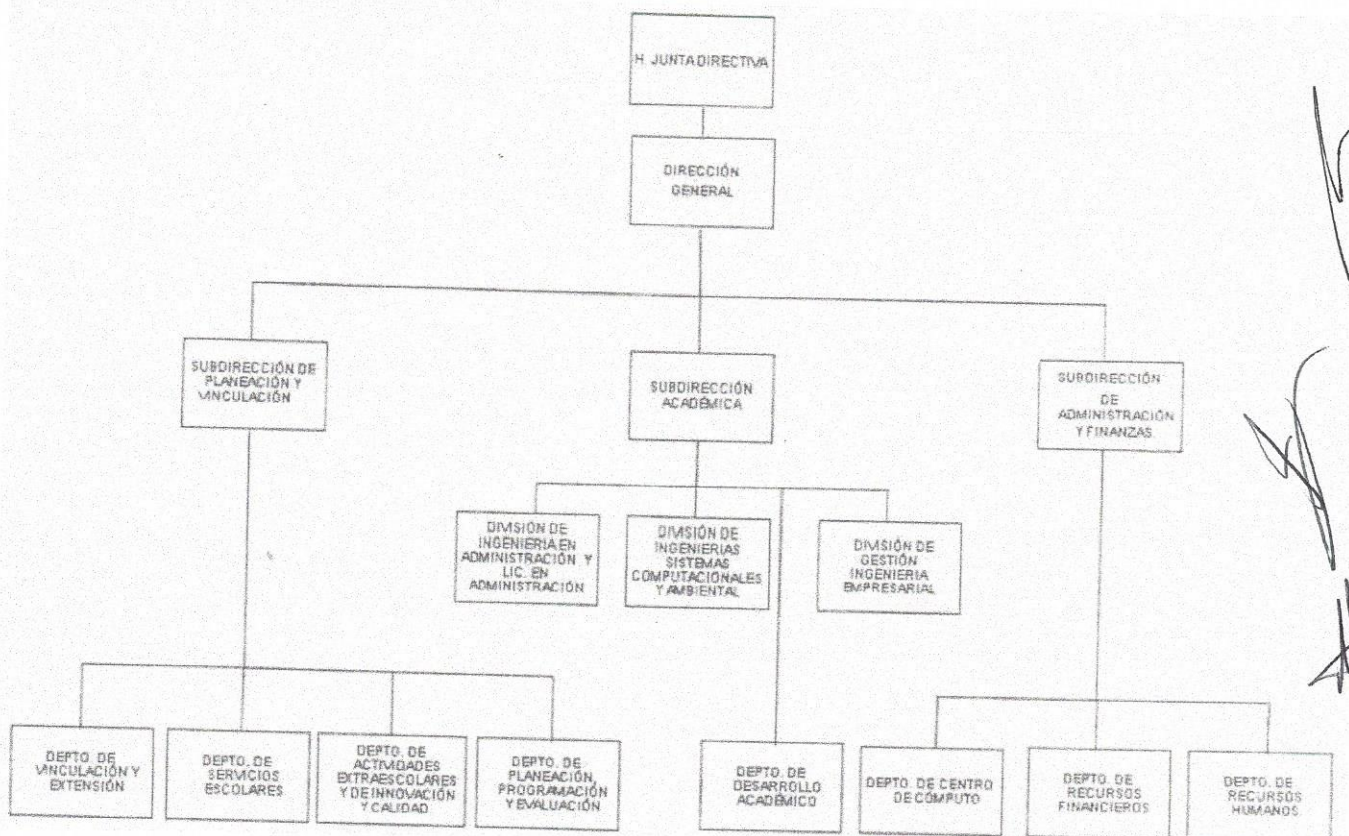 H. JUNTA DIRECTIVA
DIRECCIÓN
GENERAL
SUBDIRECCIÓN DE
PLANEACIÓN Y
VINCULACIÓN
SUBDIRECCIÓN
ACADÉMICA
SUBDIRECCIÓN
DE
ADMINISTRACIÓN
Y FINANZAS
DIVISIÓN DE
INGENIERIA EN
ADMINISTRACIÓN Y
LIC. EN
ADMINISTRACIÓN
DIVISIÓN DE
INGENIERIAS
SISTEMAS
COMPUTACIONALES
Y AMBIENTAL
DIVISIÓN DE
GESTIÓN
INGENIERIA
EMPRESARIAL
DEPTO. DE
VINCULACIÓN Y
EXTENSIÓN
DEPTO. DE
SERVICIOS
ESCOLARES
DEPTO. DE
ACTIVIDADES
EXTRAESCOLARES
Y DE INNOVACIÓN
Y CALIDAD
DEPTO. DE
PLANEACIÓN,
PROGRAMACIÓN
Y EVALUACIÓN
DEPTO. DE
DESARROLLO
ACADÉMICO
DEPTO. DE CENTRO
DE CÓMPUTO
DEPTO. DE
RECURSOS
FINANCIEROS
DEPTO. DE
RECURSOS
HUMANOS